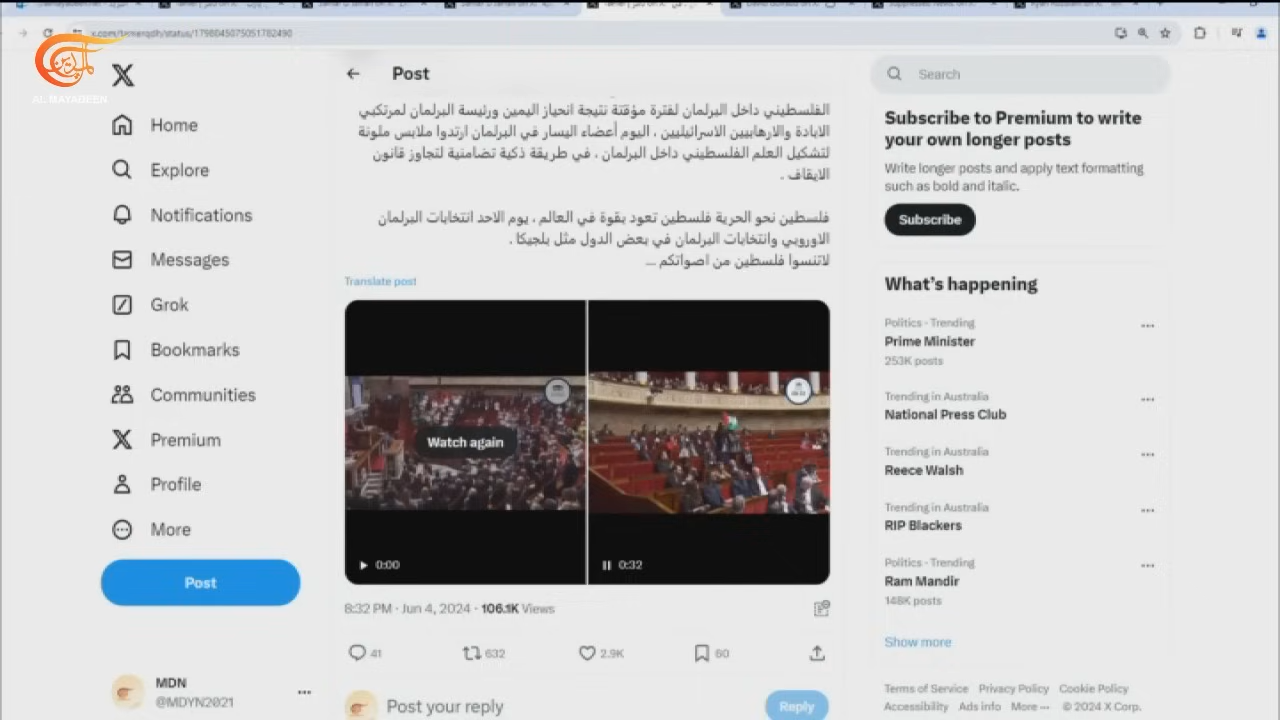 x.com/tamerqdh/status/1798045075051782490
الميادين
AL MAYADEEN
Post
Search
Home
Explore
Notifications
Messages
Grok
Bookmarks
Communities
Premium
Profile
More
Post
MDN
@MDYN2021
الفلسطيني داخل البرلمان لفترة مؤقتة نتيجة انحياز اليمين ورئيسة البرلمان لمرتكبي
الابادة والارهابيين الاسرائيليين ، اليوم أعضاء اليسار في البرلمان ارتدوا ملابس ملونة
لتشكيل العلم الفلسطيني داخل البرلمان ، في طريقة ذكية تضامنية لتجاوز قانون
الايقاف .
فلسطين نحو الحرية فلسطين تعود بقوة في العالم ، يوم الاحد انتخابات البرلمان
الاوروبي وانتخابات البرلمان في بعض الدول مثل بلجيكا .
لاتنسوا فلسطين من اصواتكم ...
Translate post
Watch again
0:00
0:32
8:32 PM · Jun 4, 2024 · 106.1K Views
41
632
2.9K
60
Post your reply
Reply
Subscribe to Premium to write
your own longer posts
Write longer posts and apply text formatting
such as bold and italic.
Subscribe
What's happening
Politics · Trending
Prime Minister
253K posts
Trending in Australia
National Press Club
Trending in Australia
Reece Walsh
Trending in Australia
RIP Blackers
Politics · Trending
Ram Mandir
148K posts
Show more
Terms of Service Privacy Policy Cookie Policy
Accessibility Ads info More ··· © 2024 X Corp.